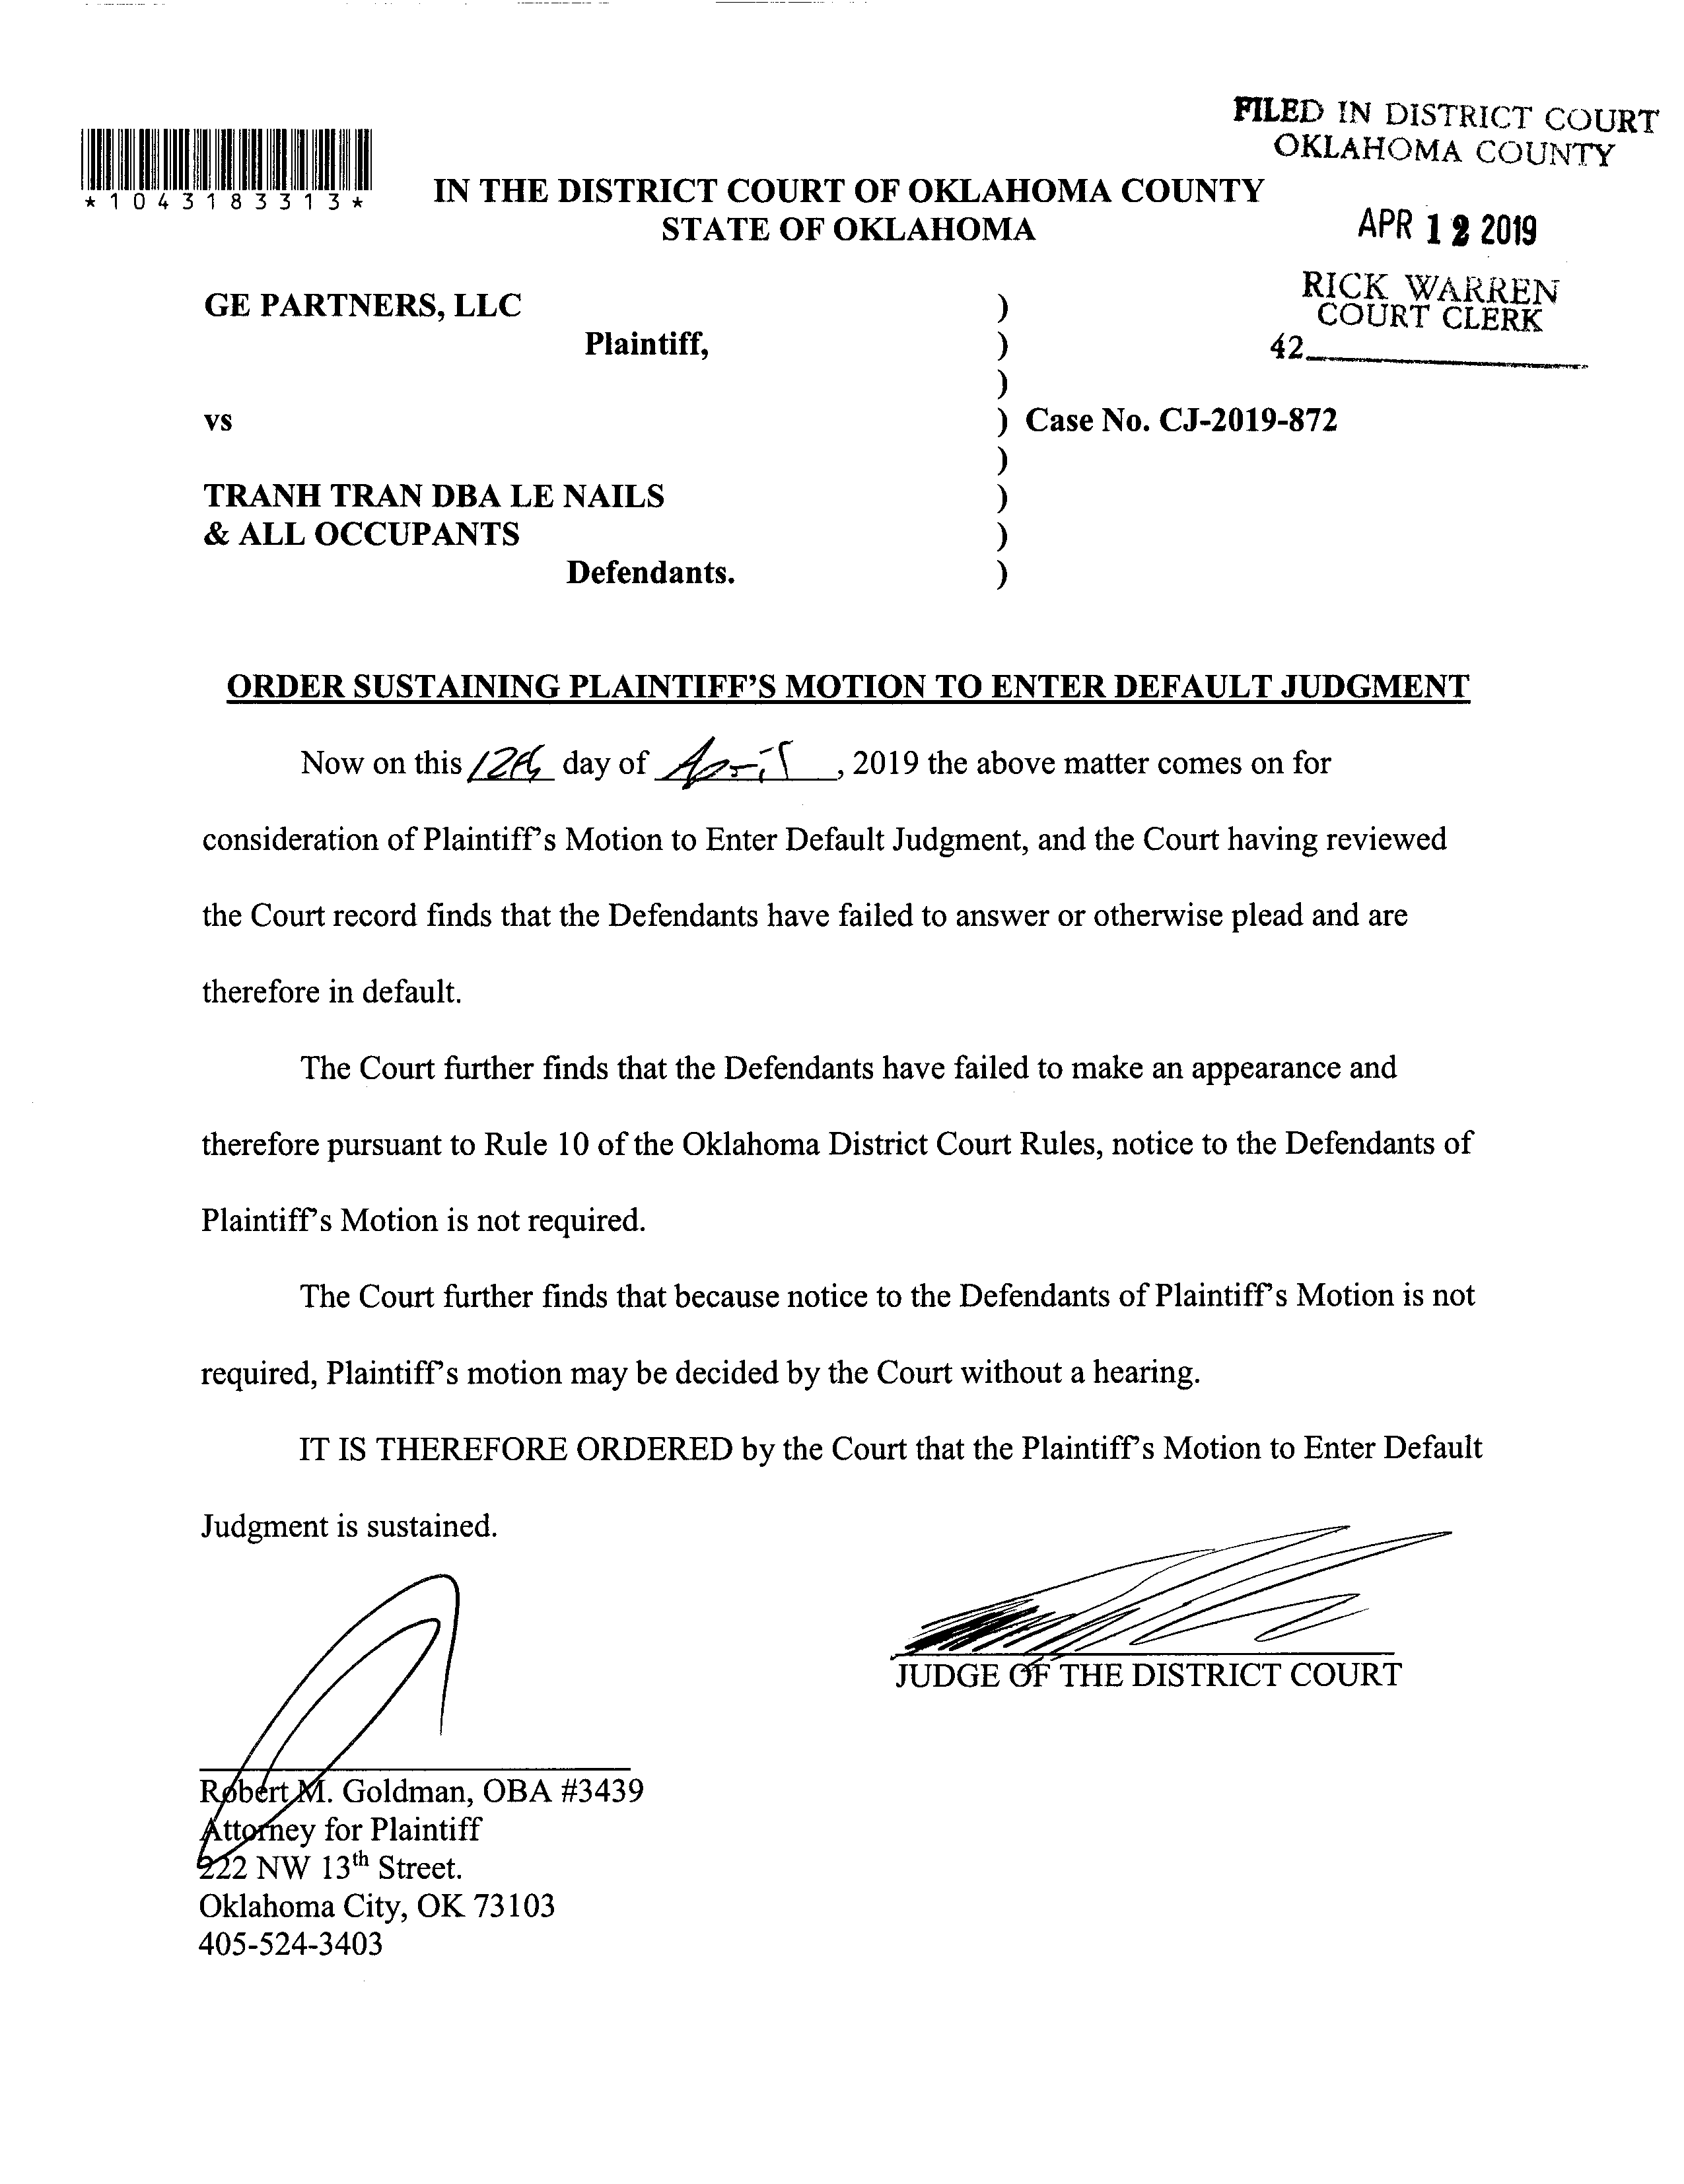 FILED IN DISTRICT COURT
OKLAHOMA COUNTY
*1043183313*
IN THE DISTRICT COURT OF OKLAHOMA COUNTY
STATE OF OKLAHOMA
APR 12 2019
RICK WARREN
COURT CLERK
42
GE PARTNERS, LLC )
Plaintiff, )
)
vs ) Case No. CJ-2019-872
)
TRANH TRAN DBA LE NAILS )
& ALL OCCUPANTS )
Defendants. )
ORDER SUSTAINING PLAINTIFF'S MOTION TO ENTER DEFAULT JUDGMENT
Now on this 12th day of April, 2019 the above matter comes on for
consideration of Plaintiff's Motion to Enter Default Judgment, and the Court having reviewed
the Court record finds that the Defendants have failed to answer or otherwise plead and are
therefore in default.
The Court further finds that the Defendants have failed to make an appearance and
therefore pursuant to Rule 10 of the Oklahoma District Court Rules, notice to the Defendants of
Plaintiff's Motion is not required.
The Court further finds that because notice to the Defendants of Plaintiff's Motion is not
required, Plaintiff's motion may be decided by the Court without a hearing.
IT IS THEREFORE ORDERED by the Court that the Plaintiff's Motion to Enter Default
Judgment is sustained.
JUDGE OF THE DISTRICT COURT
Robert M. Goldman, OBA #3439
Attorney for Plaintiff
222 NW 13th Street.
Oklahoma City, OK 73103
405-524-3403